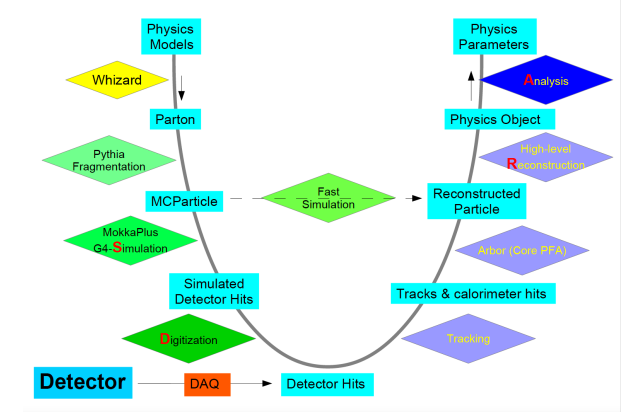 Physics
Models
Physics
Parameters
Whizard
Analysis
Parton
Physics Object
Pythia
Fragmentation
High-level
Reconstruction
MCParticle
Fast
Simulation
Reconstructed
Particle
MokkaPlus
G4-Simulation
Arbor (Core PFA)
Simulated
Detector Hits
Tracks & calorimeter hits
Digitization
Tracking
Detector
DAQ
Detector Hits